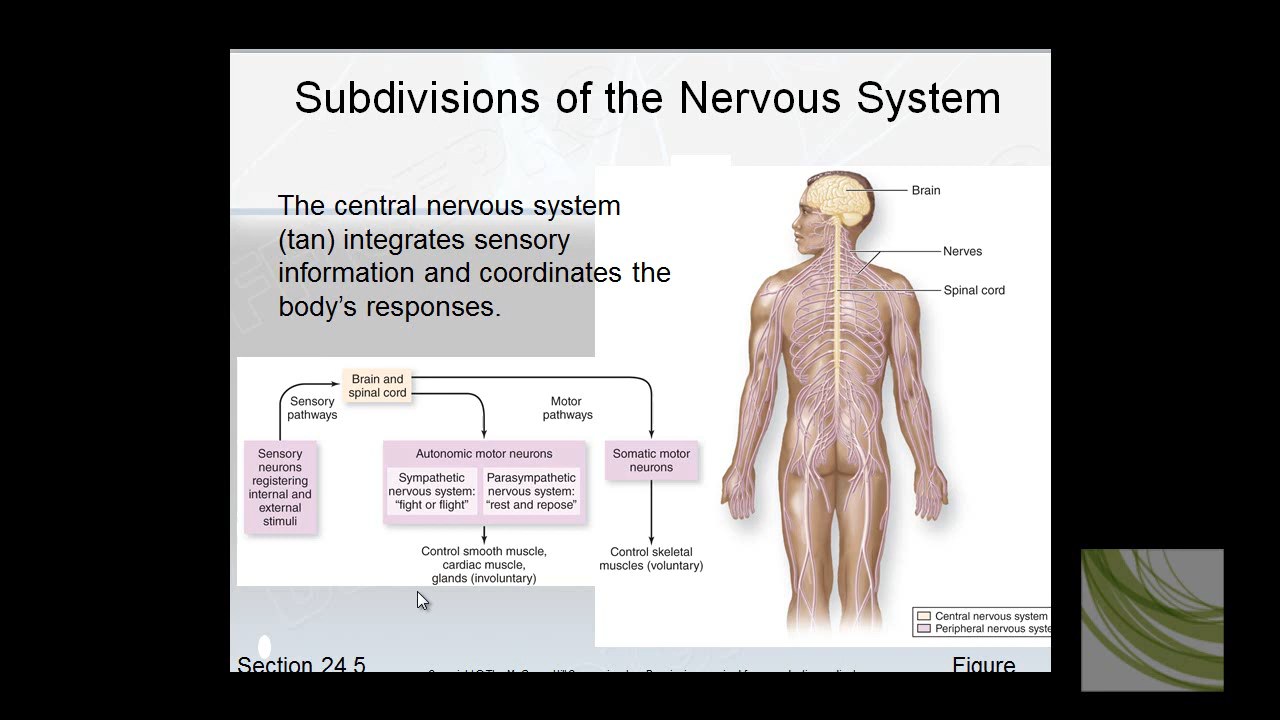 Subdivisions of the Nervous System
The central nervous system
(tan) integrates sensory
information and coordinates the
body's responses.
Brain
Nerves
Spinal cord
Brain and
spinal cord
Sensory
pathways
Motor
pathways
Sensory
neurons
registering
internal and
external
stimuli
Autonomic motor neurons
Sympathetic
nervous system:
“fight or flight”
Parasympathetic
nervous system:
“rest and repose”
Somatic motor
neurons
Control smooth muscle,
cardiac muscle,
glands (involuntary)
Control skeletal
muscles (voluntary)
Central nervous system
Peripheral nervous syste
Section 24.5
Figure